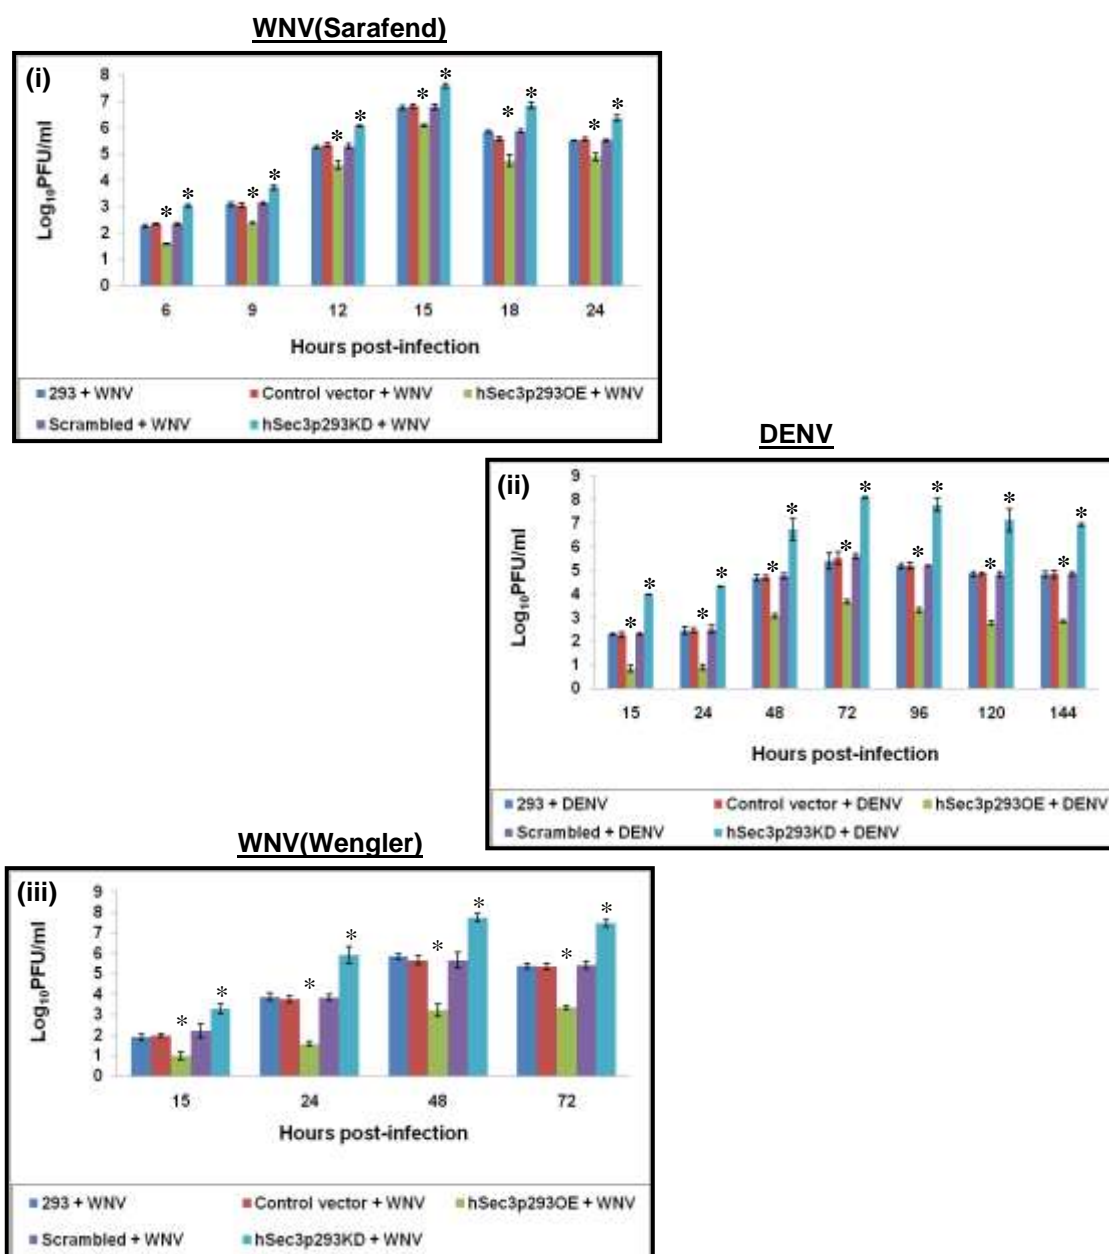 WNV(Sarafend)
(i)
8
7
6
5
4
3
2
1
0
Log10PFU/ml
* * * * * * * * * * * *
6 9 12 15 18 24
Hours post-infection
293 + WNV Control vector + WNV hSec3p293OE + WNV
Scrambled + WNV hSec3p293KD + WNV
DENV
(ii)
9
8
7
6
5
4
3
2
1
0
Log10PFU/ml
* * * * * * * * * * * * * *
15 24 48 72 96 120 144
Hours post-infection
293 + DENV Control vector + DENV hSec3p293OE + DENV
Scrambled + DENV hSec3p293KD + DENV
WNV(Wengler)
(iii)
9
8
7
6
5
4
3
2
1
0
Log10PFU/ml
* * * * * * * *
15 24 48 72
Hours post-infection
293 + WNV Control vector + WNV hSec3p293OE + WNV
Scrambled + WNV hSec3p293KD + WNV